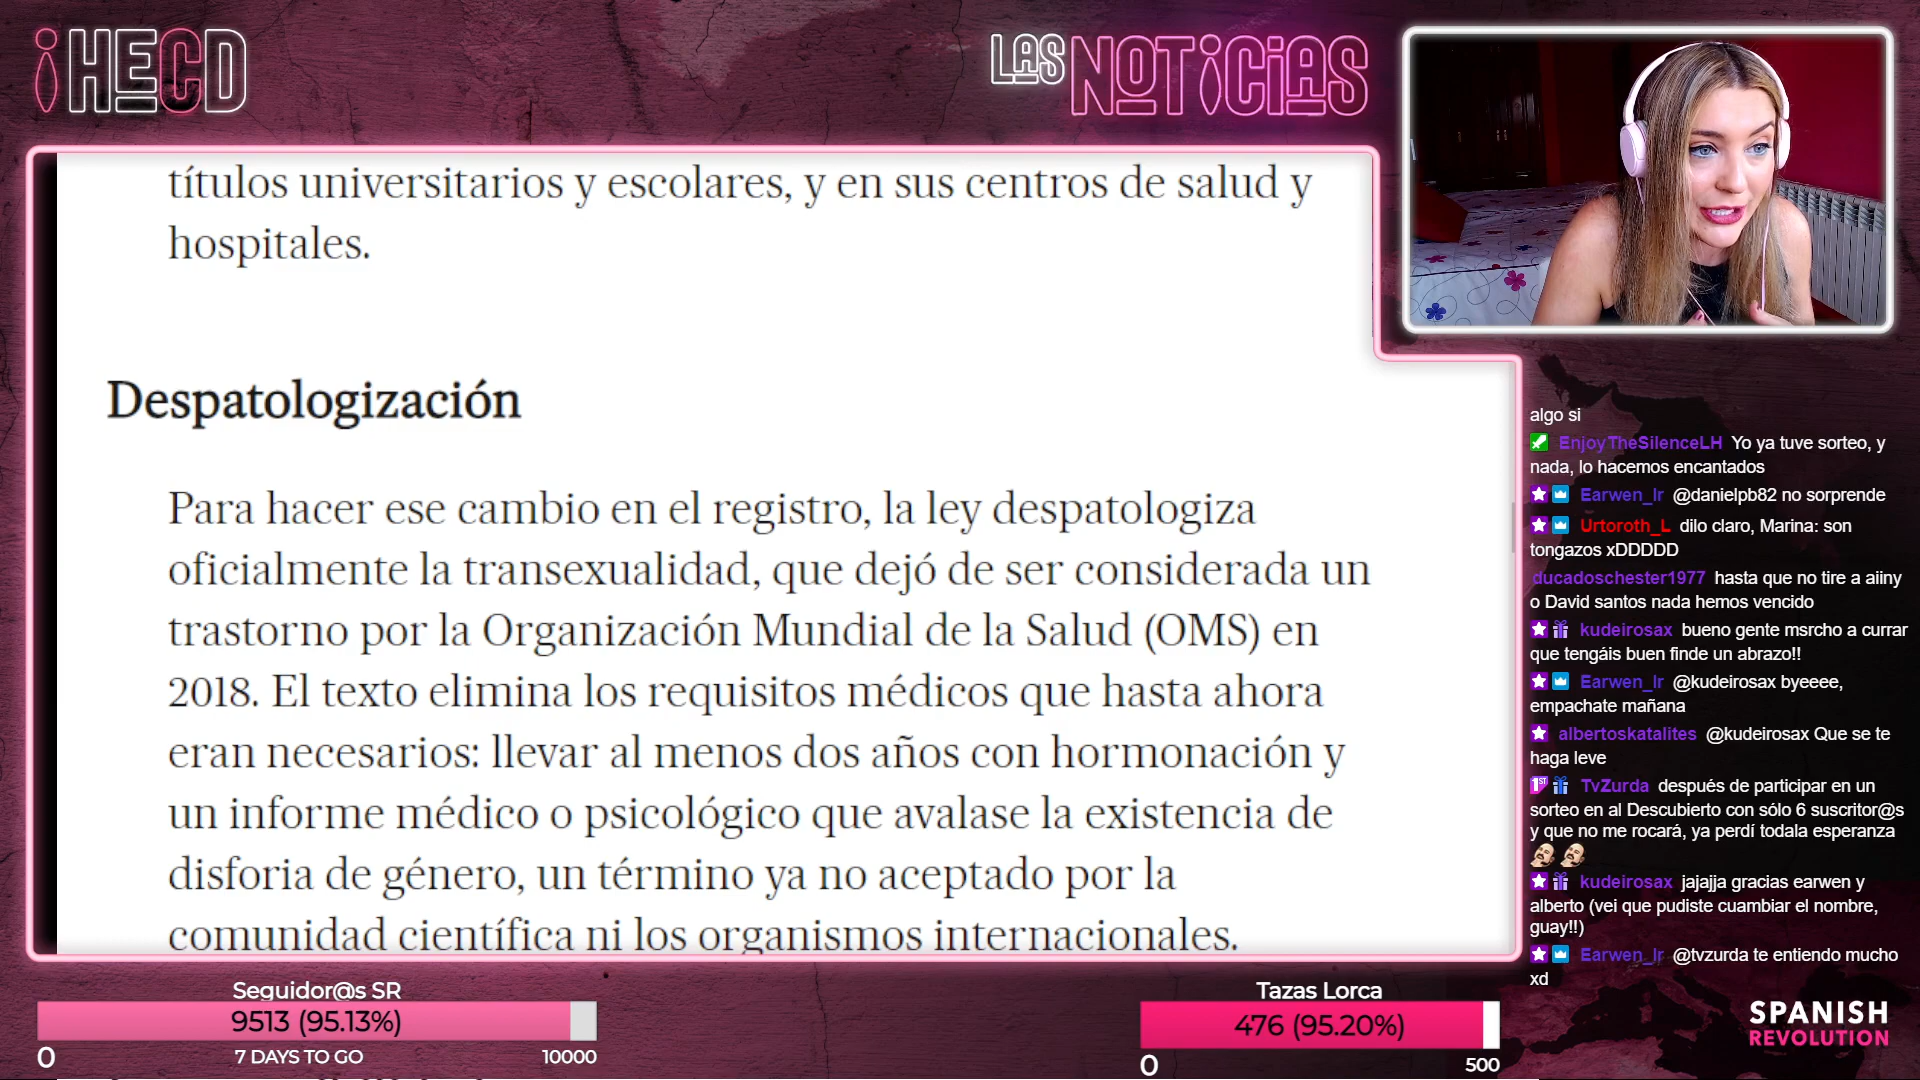 ¡HECD
LAS NOTICIAS
títulos universitarios y escolares, y en sus centros de salud y
hospitales.
Despatologización
Para hacer ese cambio en el registro, la ley despatologiza
oficialmente la transexualidad, que dejó de ser considerada un
trastorno por la Organización Mundial de la Salud (OMS) en
2018. El texto elimina los requisitos médicos que hasta ahora
eran necesarios: llevar al menos dos años con hormonación y
un informe médico o psicológico que avalase la existencia de
disforia de género, un término ya no aceptado por la
comunidad científica ni los organismos internacionales.
algo si
EnjoyTheSilenceLH Yo ya tuve sorteo, y
nada, lo hacemos encantados
Earwen_Ir @danielpb82 no sorprende
Urtoroth_L dilo claro, Marina: son
tongazos xDDDDD
ducadoschester1977 hasta que no tire a aiiny
o David santos nada hemos vencido
kudeirosax bueno gente msrcho a currar
que tengáis buen finde un abrazo!!
Earwen_Ir @kudeirosax byeeee,
empachate mañana
albertoskatalites @kudeirosax Que se te
haga leve
1ST TvZurda después de participar en un
sorteo en al Descubierto con sólo 6 suscritor@s
y que no me rocará, ya perdí todala esperanza
kudeirosax jajajja gracias earwen y
alberto (vei que pudiste cuambiar el nombre,
guay!!)
Earwen_Ir @tvzurda te entiendo mucho
xd
Seguidor@s SR
9513 (95.13%)
0 7 DAYS TO GO 10000
Tazas Lorca
476 (95.20%)
0 500
SPANISH
REVOLUTION